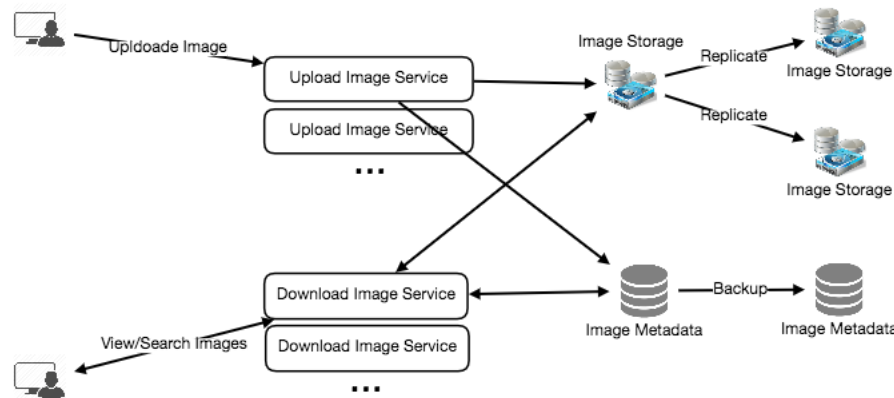 Upldoade Image
Upload Image Service
Upload Image Service
...
Image Storage
Replicate
Image Storage
Replicate
Image Storage
Download Image Service
Download Image Service
...
View/Search Images
Image Metadata
Backup
Image Metadata